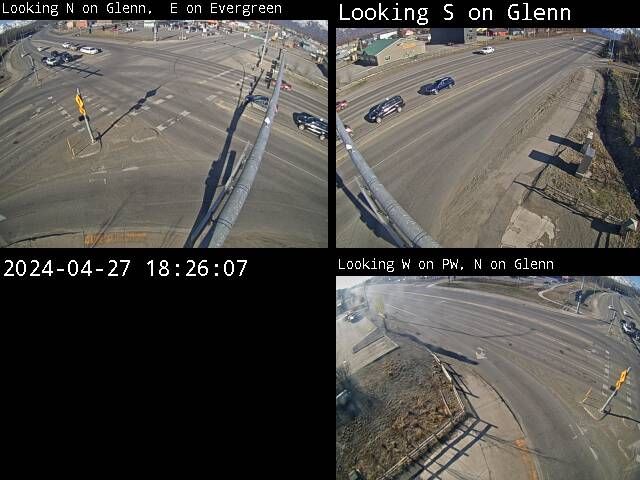 Looking N on Glenn,  E on Evergreen
Looking S on Glenn
2024-04-27 18:26:07
Looking W on PW, N on Glenn